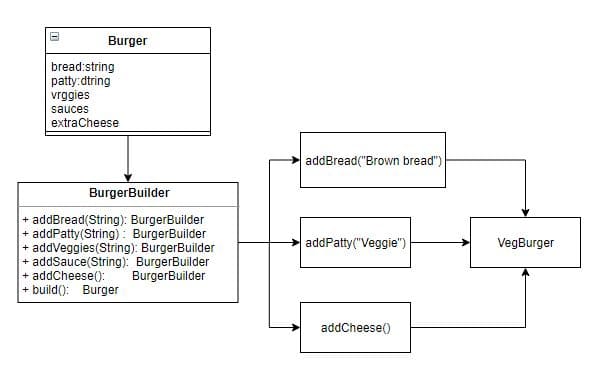 Burger
bread:string
patty:dtring
vrggies
sauces
extraCheese
BurgerBuilder
+ addBread(String): BurgerBuilder
+ addPatty(String) : BurgerBuilder
+ addVeggies(String): BurgerBuilder
+ addSauce(String): BurgerBuilder
+ addCheese(): BurgerBuilder
+ build(): Burger
addBread("Brown bread")
addPatty("Veggie")
addCheese()
VegBurger